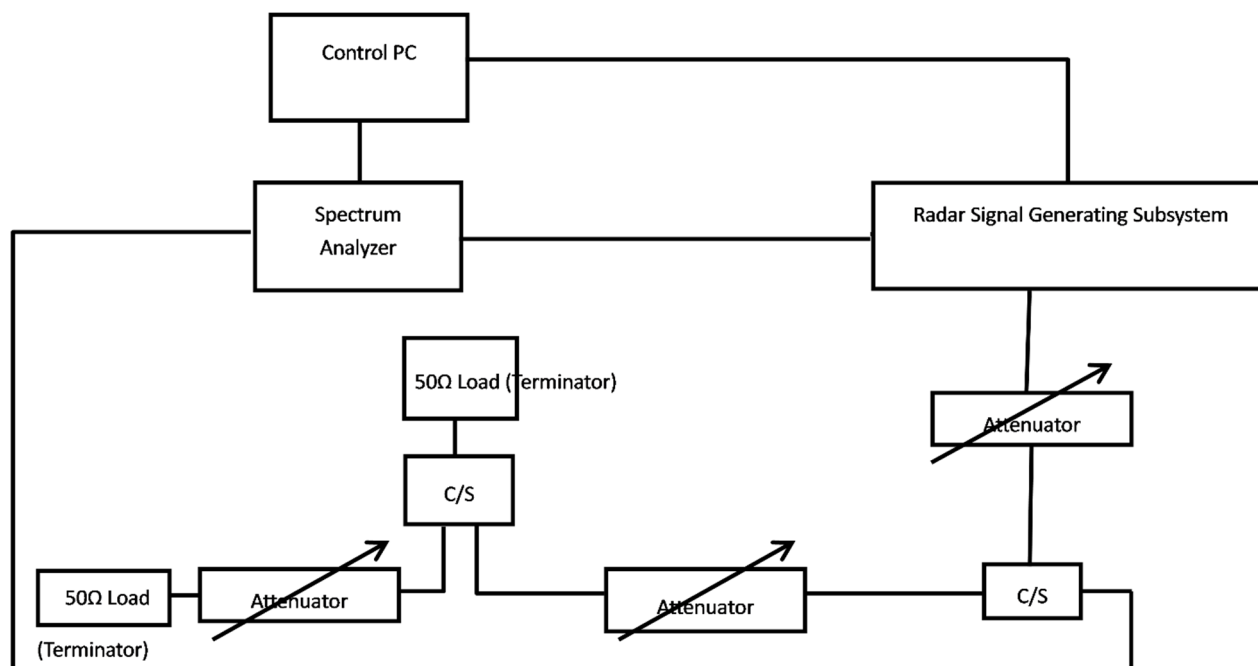 Control PC
Spectrum
Analyzer
Radar Signal Generating Subsystem
50Ω Load (Terminator)
Attenuator
C/S
50Ω Load
(Terminator)
Attenuator
Attenuator
C/S